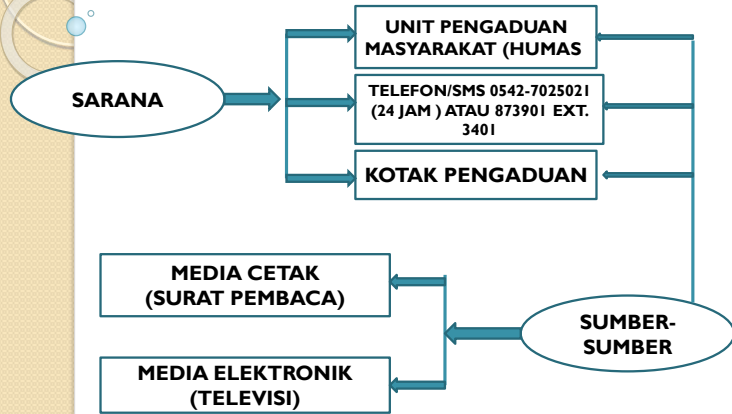 UNIT PENGADUAN
MASYARAKAT (HUMAS
SARANA
TELEFON/SMS 0542-7025021
(24 JAM ) ATAU 873901 EXT.
3401
KOTAK PENGADUAN
MEDIA CETAK
(SURAT PEMBACA)
SUMBER-
SUMBER
MEDIA ELEKTRONIK
(TELEVISI)